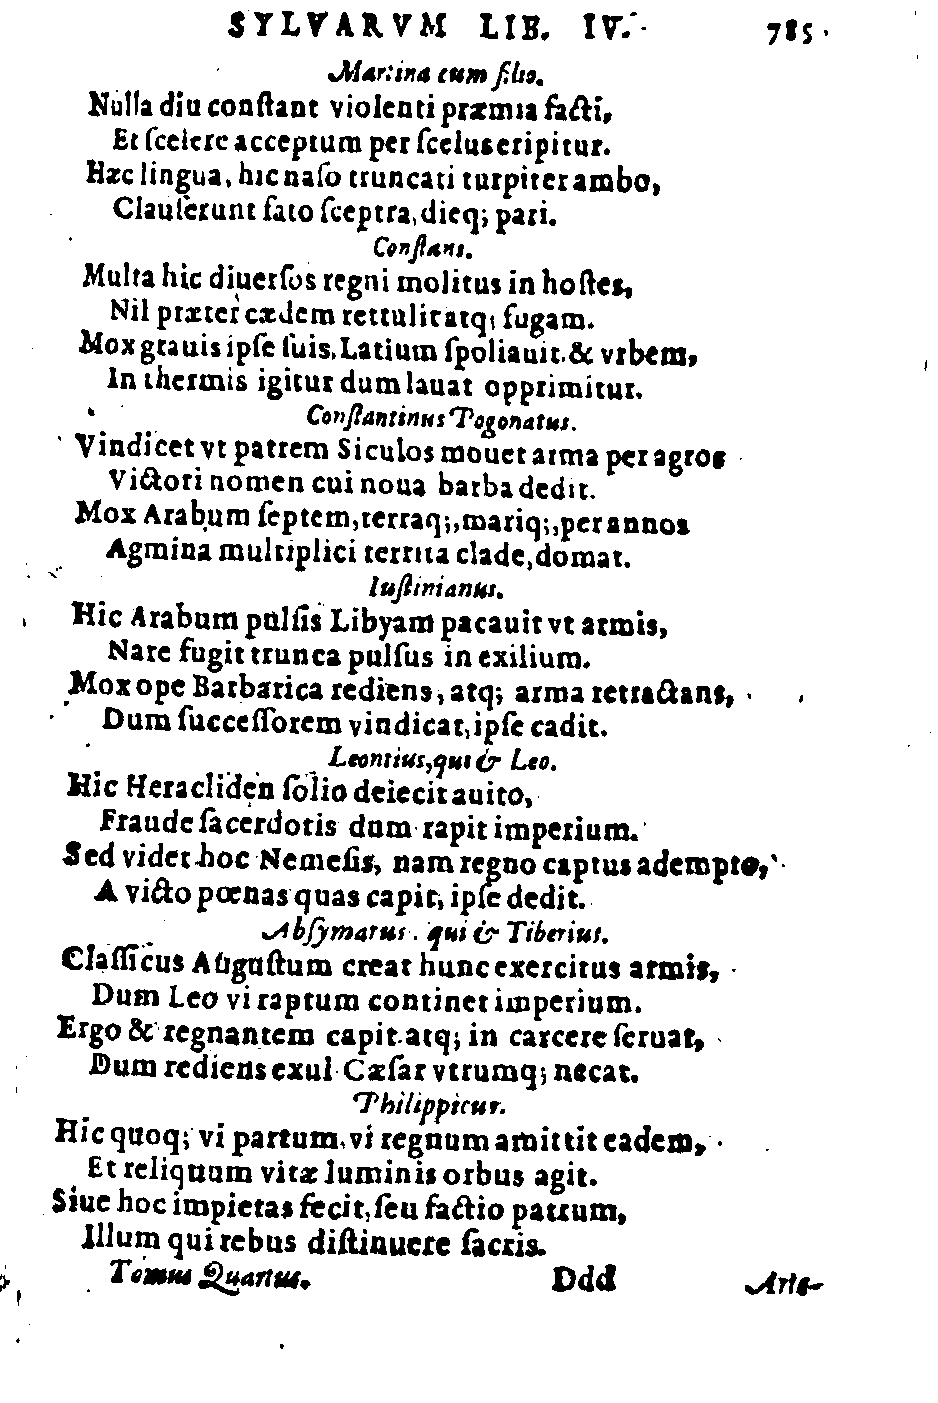 SYLVARVM LIB. IV. 785
Martina cum filio.
Nulla diu conſtant violenti præmia facti,
Et ſcelere acceptum per ſcelus eripitur.
Hæc lingua, hic naſo truncati turpiter ambo,
Clauſerunt fato ſceptra, dieq; pari.
Conſtans.
Multa hic diuerſos regni molitus in hoſtes,
Nil præter cædem rettulit atq; fugam.
Mox grauis ipſe ſuis, Latium ſpoliauit & vrbem,
In thermis igitur dum lauat opprimitur.
Conſtantinus Pogonatus.
Vindicet vt patrem Siculos mouet arma per agros
Victori nomen cui noua barba dedit.
Mox Arabum ſeptem, terraq;, mariq;, per annos
Agmina multiplici territa clade, domat.
Iuſtinianus.
Hic Arabum pulſis Libyam pacauit vt armis,
Nare fugit trunca pulſus in exilium.
Mox ope Barbarica rediens, atq; arma retractans,
Dum ſucceſſorem vindicat, ipſe cadit.
Leontius, qui & Leo.
Hic Heracliden ſolio deiecit auito,
Fraude ſacerdotis dum rapit imperium.
Sed videt hoc Nemeſis, nam regno captus adempto,
A victo pœnas quas capit, ipſe dedit.
Abſymarus. qui & Tiberius.
Claſſicus Auguſtum creat hunc exercitus armis,
Dum Leo vi raptum continet imperium.
Ergo & regnantem capit atq; in carcere ſeruat,
Dum rediens exul Cæſar vtrumq; necat.
Philippicus.
Hic quoq; vi partum, vi regnum amittit eadem,
Et reliquum vitæ luminis orbus agit.
Siue hoc impietas fecit, ſeu factio patrum,
Illum qui rebus diſtinuere ſacris.
Tomus Quartus. Ddd Arte-